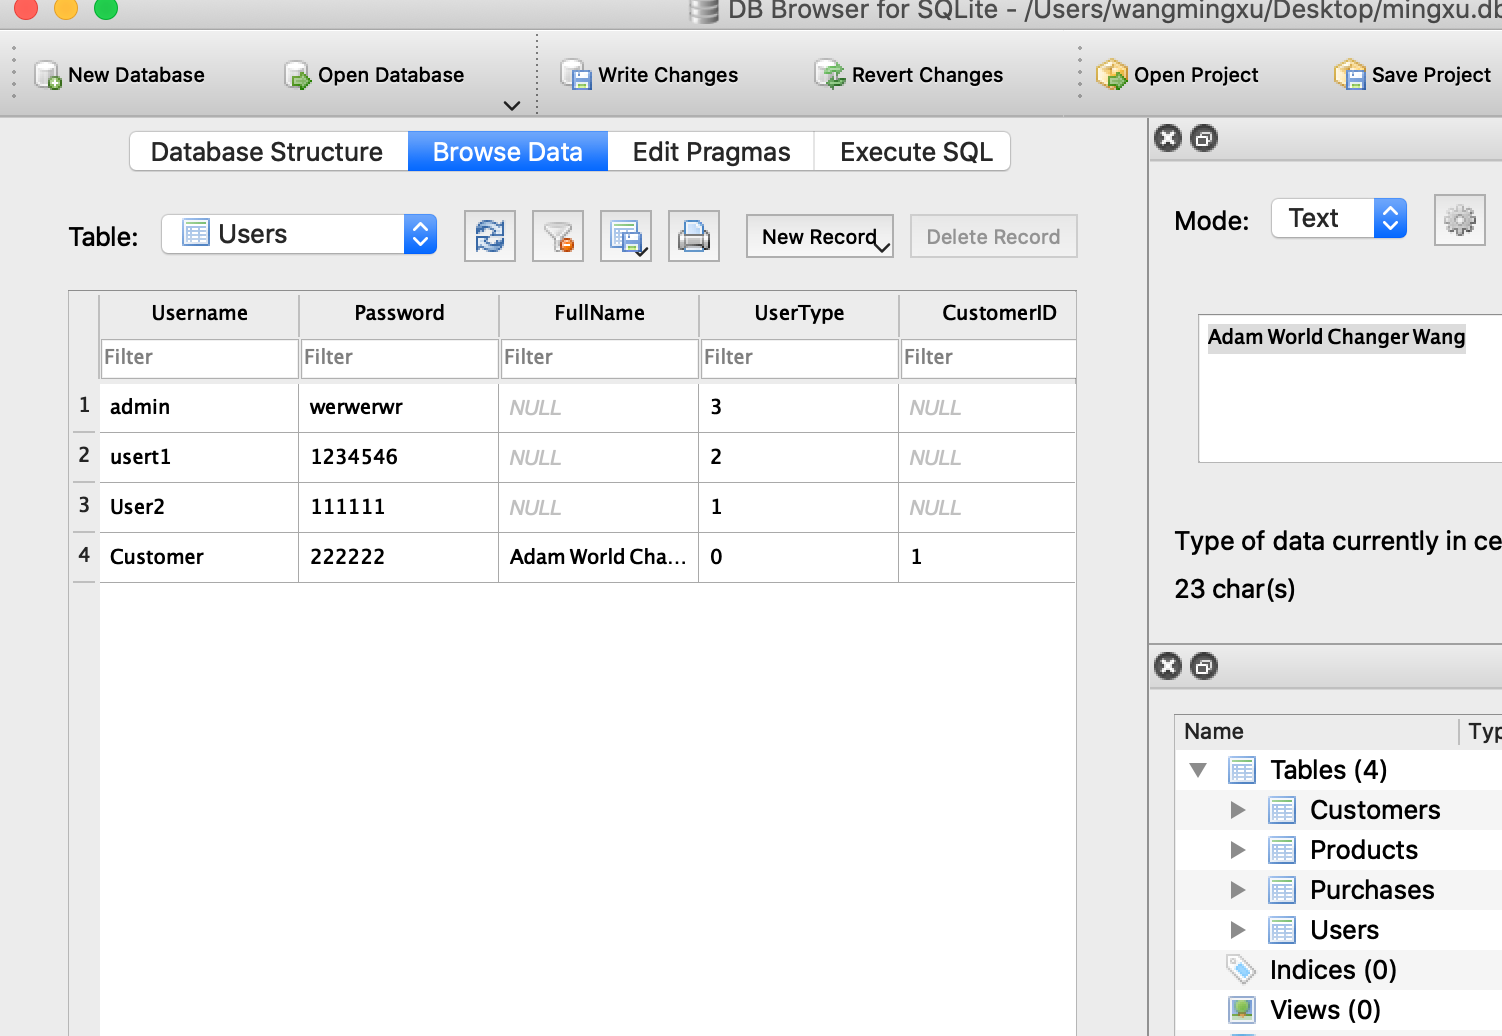 DB Browser for SQLite - /Users/wangmingxu/Desktop/mingxu.db
New Database Open Database Write Changes Revert Changes Open Project Save Project
Database Structure Browse Data Edit Pragmas Execute SQL
Table: Users New Record Delete Record
Username Password FullName UserType CustomerID
Filter Filter Filter Filter Filter
1 admin werwerwr NULL 3 NULL
2 usert1 1234546 NULL 2 NULL
3 User2 111111 NULL 1 NULL
4 Customer 222222 Adam World Cha... 0 1
Mode: Text
Adam World Changer Wang
Type of data currently in ce
23 char(s)
Name Typ
Tables (4)
Customers
Products
Purchases
Users
Indices (0)
Views (0)